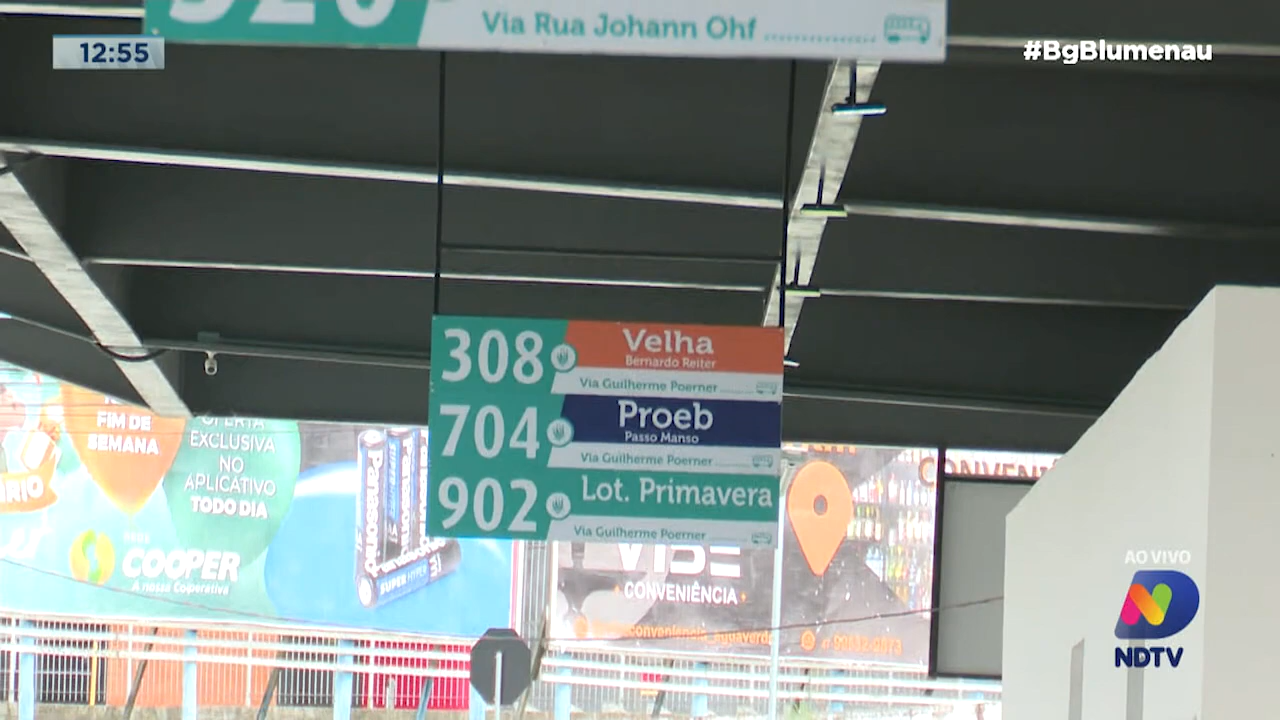 Via Rua Johann Ohf
12:55
#BgBlumenau
308 Velha
Bernardo Reiter
Via Guilherme Poerner
704 Proeb
Passo Manso
Via Guilherme Poerner
902 Lot. Primavera
Via Guilherme Poerner
FIM DE
SEMANA
OFERTA
EXCLUSIVA
NO
APLICATIVO
TODO DIA
COOPER
A nossa Cooperativa
Panasonic
SUPER HYPER
VIBE
CONVENIÊNCIA
AO VIVO
NDTV